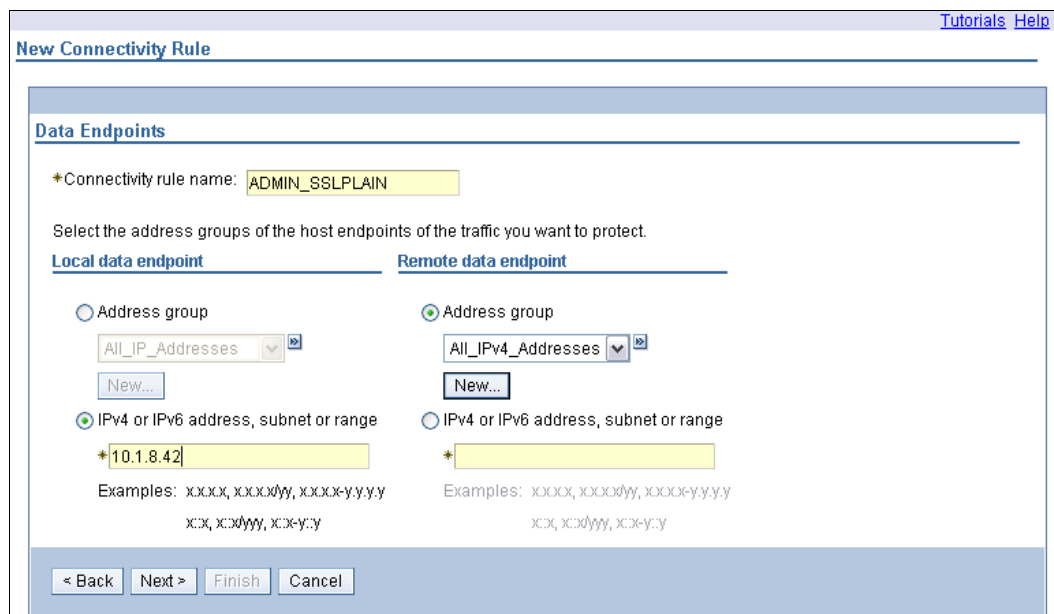 Tutorials Help
New Connectivity Rule
Data Endpoints
*Connectivity rule name: ADMIN_SSLPLAIN
Select the address groups of the host endpoints of the traffic you want to protect.
Local data endpoint
Remote data endpoint
Address group
Address group
All_IP_Addresses
All_IPv4_Addresses
New...
New...
IPv4 or IPv6 address, subnet or range
IPv4 or IPv6 address, subnet or range
*10.1.8.42
*
Examples: x.x.x.x, x.x.x.x/yy, x.x.x.x-y.y.y.y
Examples: x.x.x.x, x.x.x.x/yy, x.x.x.x-y.y.y.y
x::x, x::x/yyy, x::x-y::y
x::x, x::x/yyy, x::x-y::y
< Back Next > Finish Cancel